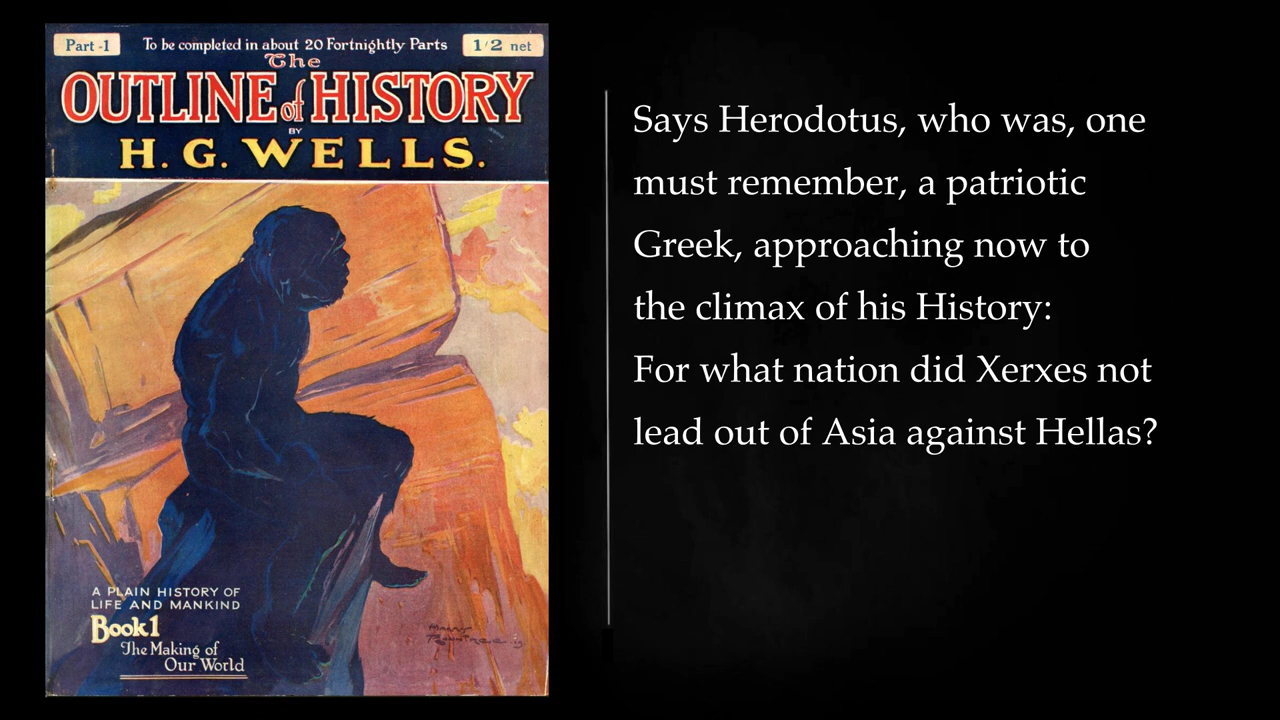 Part -1
To be completed in about 20 Fortnightly Parts
1/2 net
The
OUTLINE of HISTORY
BY
H. G. WELLS.
A PLAIN HISTORY OF
LIFE AND MANKIND
Book 1
The Making of
Our World
Says Herodotus, who was, one
must remember, a patriotic
Greek, approaching now to
the climax of his History:
For what nation did Xerxes not
lead out of Asia against Hellas?